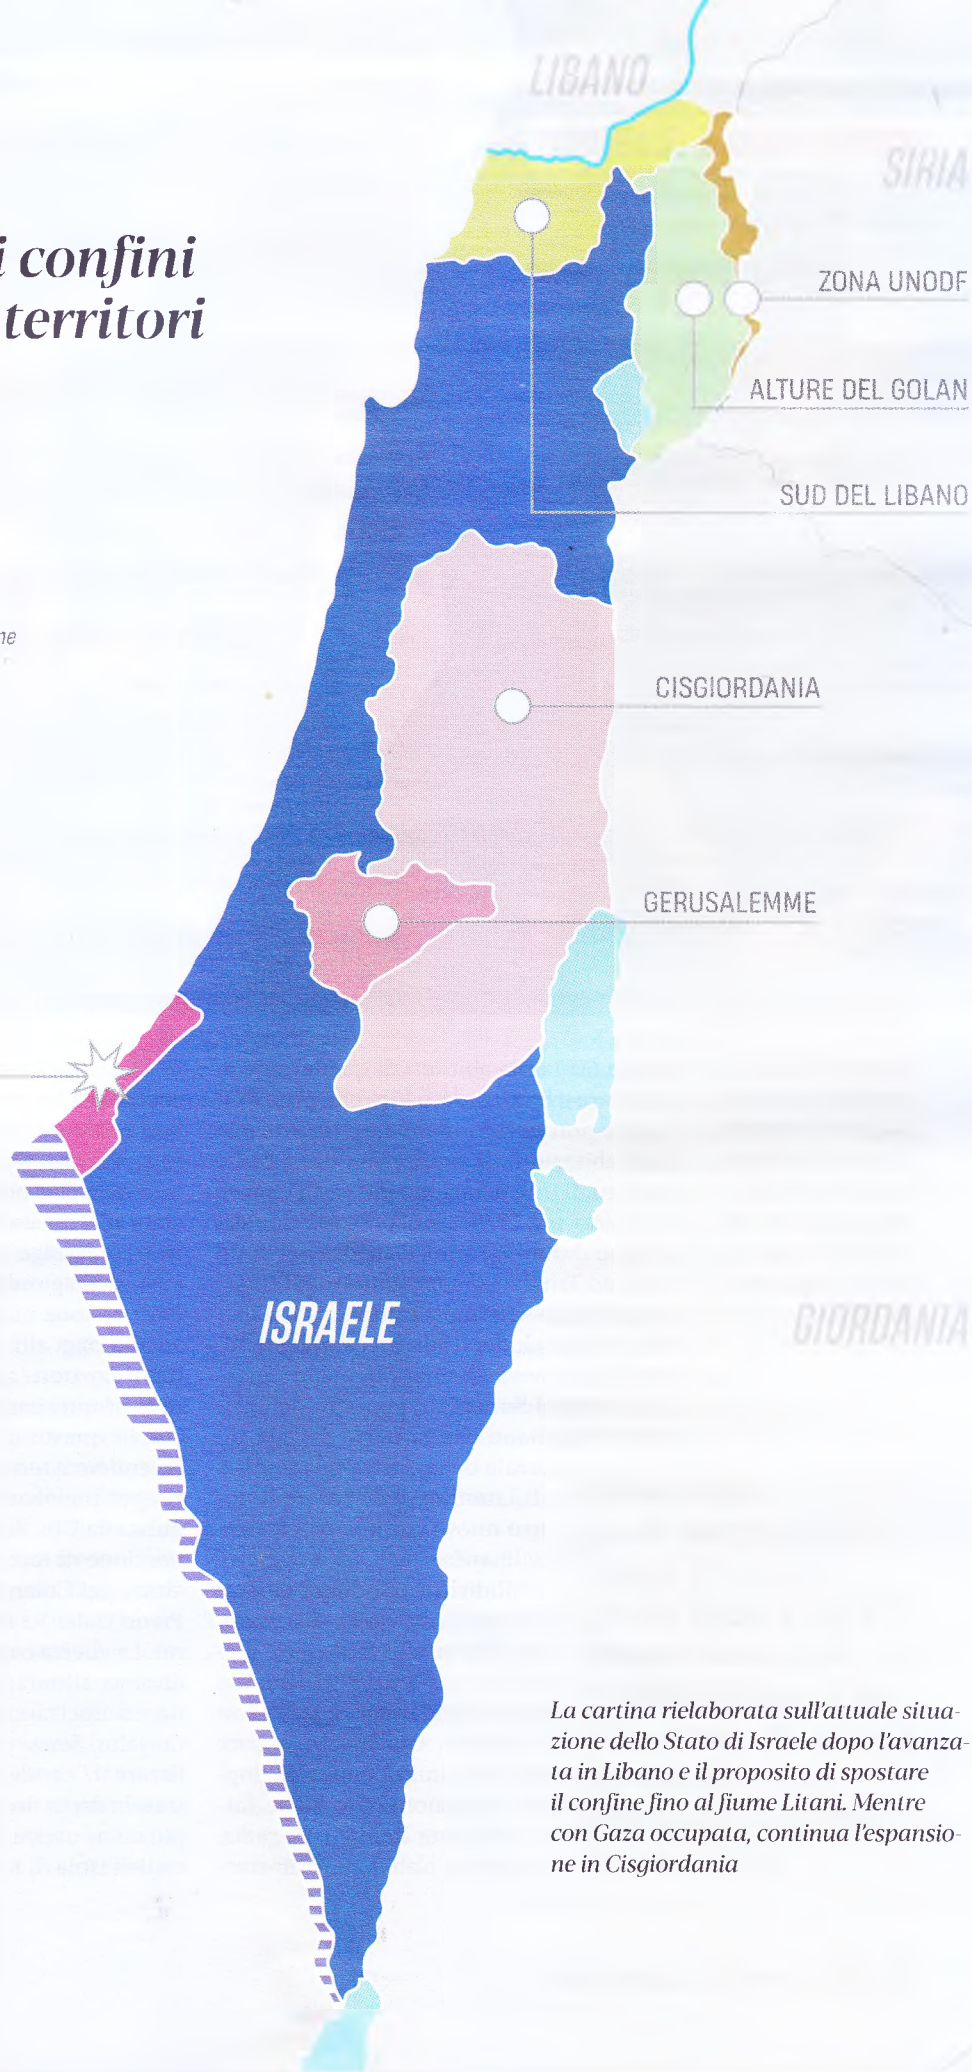 LIBANO
SIRIA
i confini
territori
ZONA UNODF
ALTURE DEL GOLAN
SUD DEL LIBANO
ne
CISGIORDANIA
GERUSALEMME
ISRAELE
GIORDANIA
La cartina rielaborata sull'attuale situa-
zione dello Stato di Israele dopo l'avanza-
ta in Libano e il proposito di spostare
il confine fino al fiume Litani. Mentre
con Gaza occupata, continua l'espansio-
ne in Cisgiordania